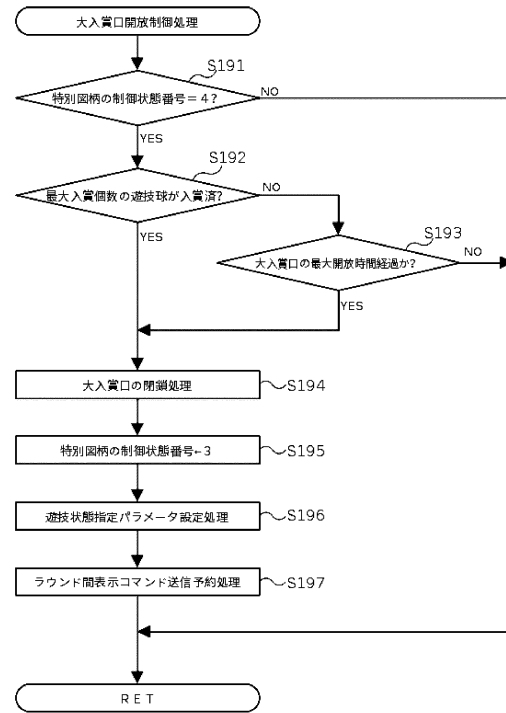 大入賞口開放制御処理
S191
特別図柄の制御状態番号=4?
NO
YES
S192
最大入賞個数の遊技球が入賞済?
NO
YES
S193
大入賞口の最大開放時間経過か?
NO
YES
大入賞口の閉鎖処理
S194
特別図柄の制御状態番号←3
S195
遊技状態指定パラメータ設定処理
S196
ラウンド間表示コマンド送信予約処理
S197
RET